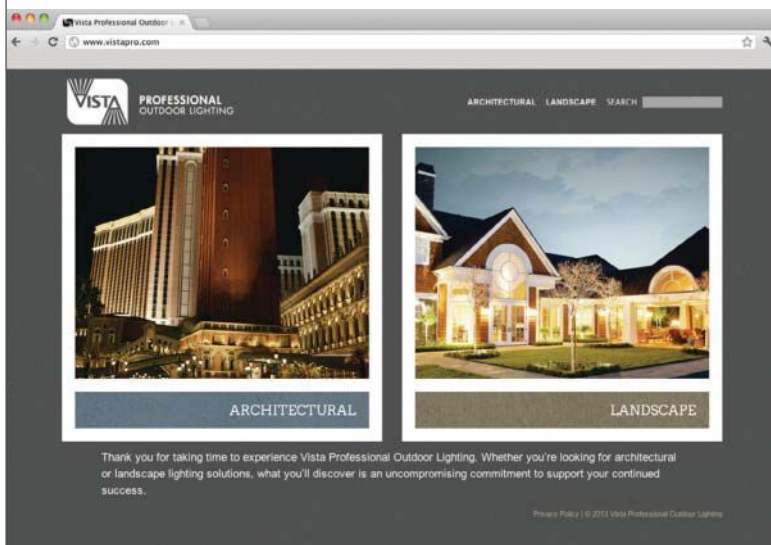 Vista Professional Outdoor
www.vistapro.com
VISTA
PROFESSIONAL
OUTDOOR LIGHTING
ARCHITECTURAL LANDSCAPE SEARCH
ARCHITECTURAL
LANDSCAPE
Thank you for taking time to experience Vista Professional Outdoor Lighting. Whether you're looking for architectural
or landscape lighting solutions, what you'll discover is an uncompromising commitment to support your continued
success.
Privacy Policy | © 2013 Vista Professional Outdoor Lighting